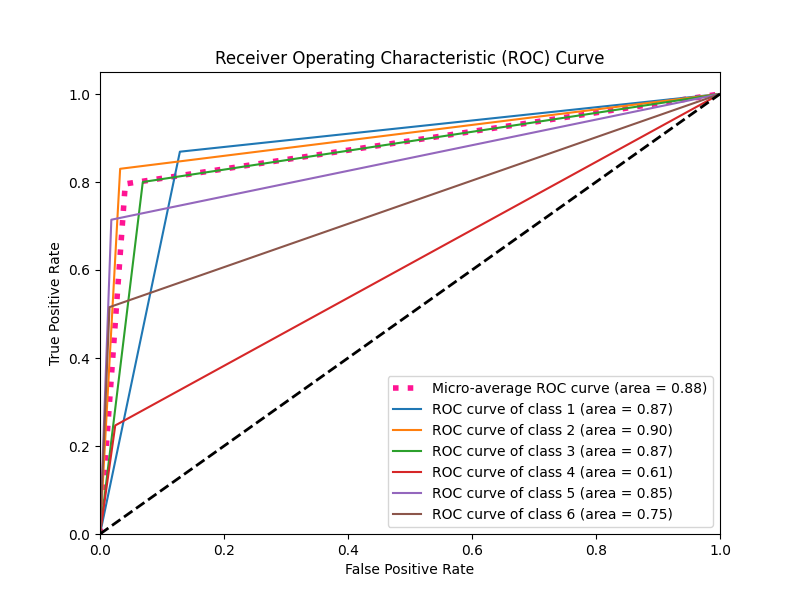 Receiver Operating Characteristic (ROC) Curve
True Positive Rate
1.0
0.8
0.6
0.4
0.2
0.0
Micro-average ROC curve (area = 0.88)
ROC curve of class 1 (area = 0.87)
ROC curve of class 2 (area = 0.90)
ROC curve of class 3 (area = 0.87)
ROC curve of class 4 (area = 0.61)
ROC curve of class 5 (area = 0.85)
ROC curve of class 6 (area = 0.75)
0.0 0.2 0.4 0.6 0.8 1.0
False Positive Rate